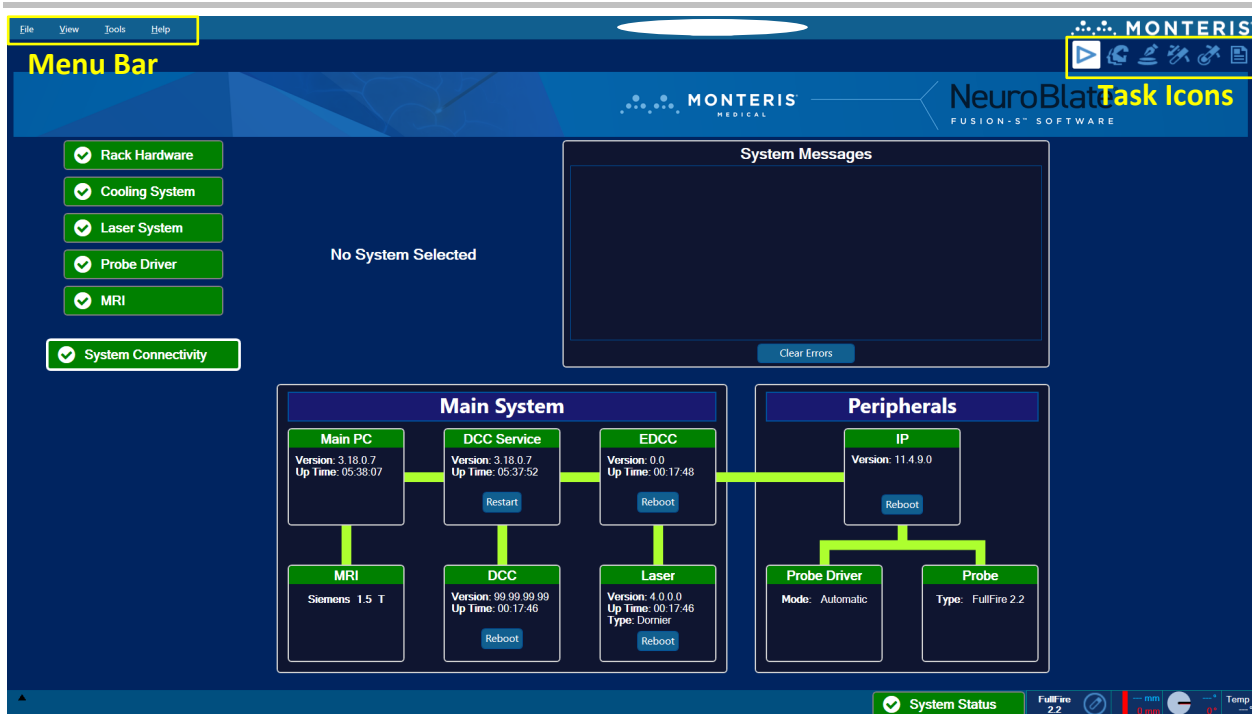 File View Tools Help
MONTERIS
Menu Bar
Task Icons
MONTERIS
MEDICAL
NeuroBlate
FUSION-S™ SOFTWARE
Rack Hardware
Cooling System
Laser System
Probe Driver
MRI
System Connectivity
No System Selected
System Messages
Clear Errors
Main System
Main PC
Version: 3.18.0.7
Up Time: 05:38:07
DCC Service
Version: 3.18.0.7
Up Time: 05:37:52
Restart
EDCC
Version: 0.0
Up Time: 00:17:48
Reboot
MRI
Siemens 1.5 T
DCC
Version: 99.99.99.99
Up Time: 00:17:46
Reboot
Laser
Version: 4.0.0.0
Up Time: 00:17:46
Type: Dornier
Reboot
Peripherals
IP
Version: 11.4.9.0
Reboot
Probe Driver
Mode: Automatic
Probe
Type: FullFire 2.2
System Status
FullFire
2.2
--- mm
0 mm
---°
0°
Temp
---°